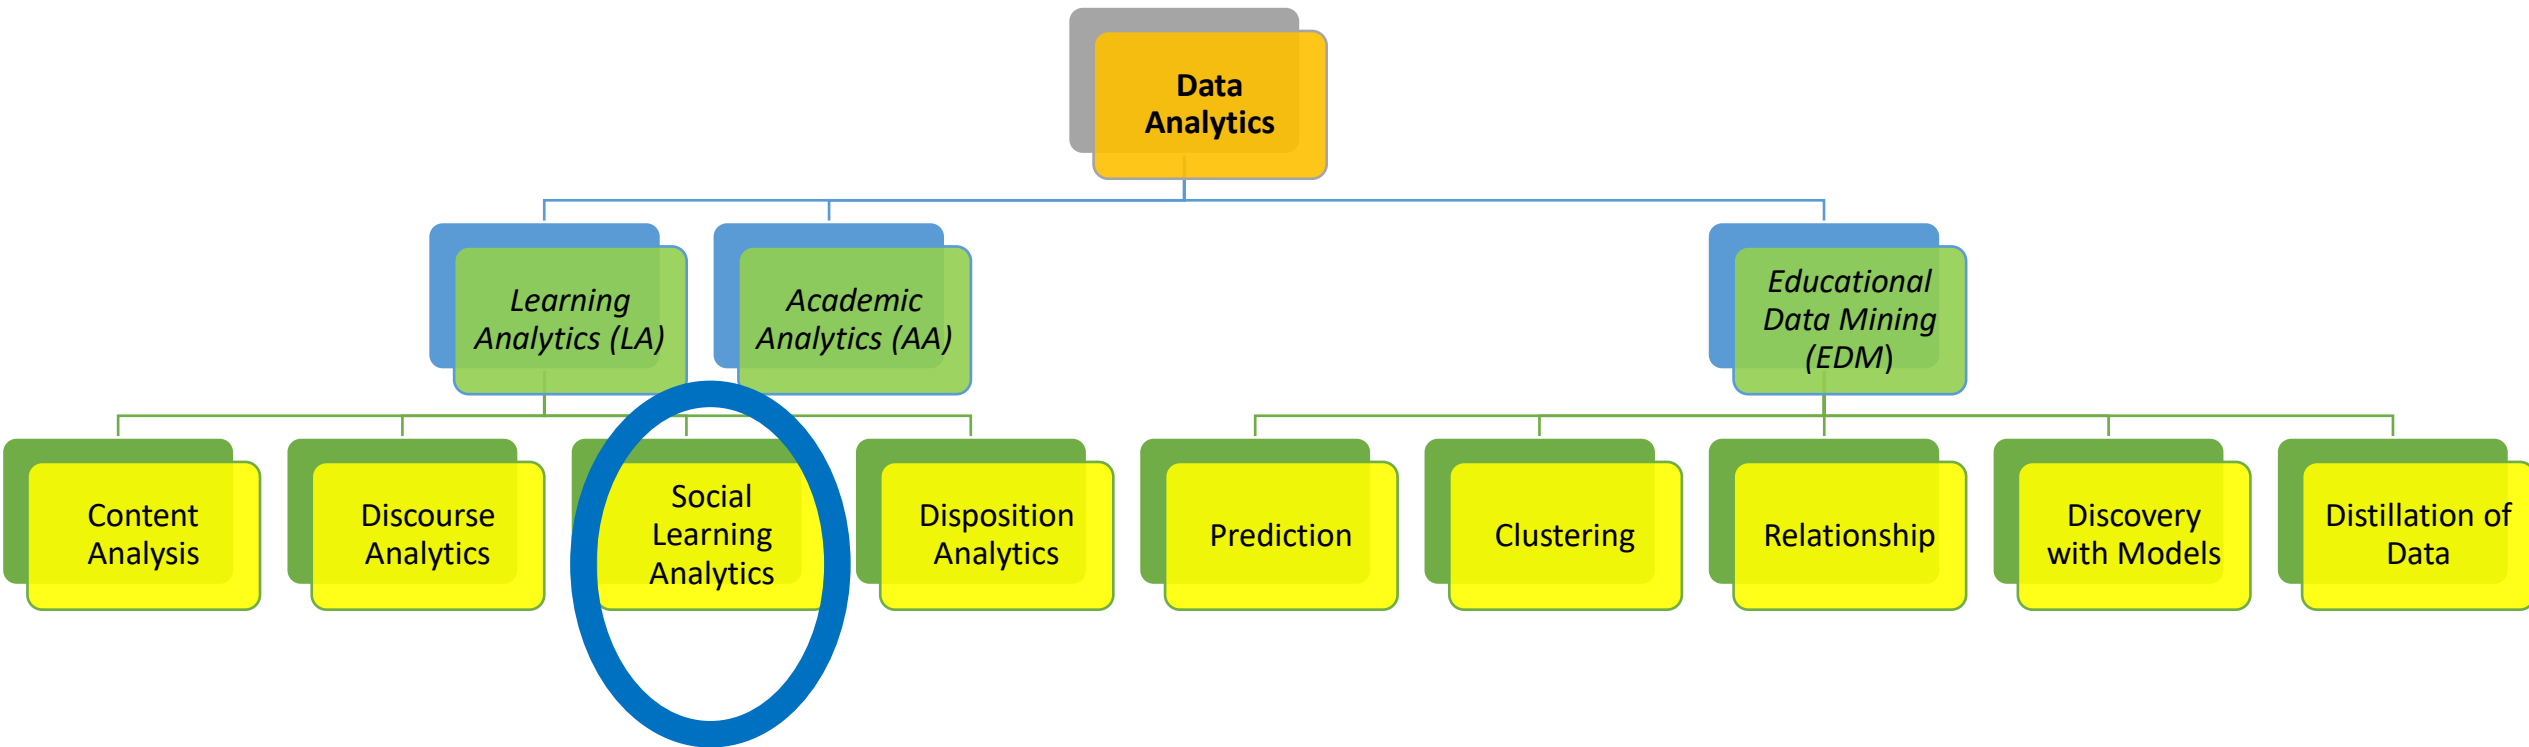 Data
Analytics
Learning
Analytics (LA)
Academic
Analytics (AA)
Educational
Data Mining
(EDM)
Content
Analysis
Discourse
Analytics
Social
Learning
Analytics
Disposition
Analytics
Prediction
Clustering
Relationship
Discovery
with Models
Distillation of
Data